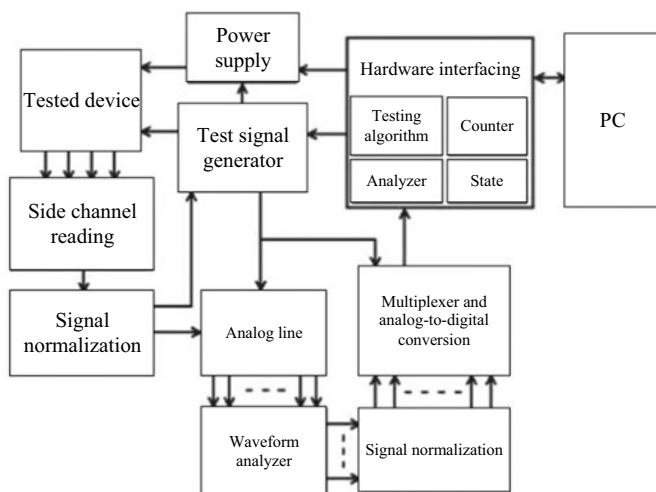 Power
supply
Hardware interfacing
Tested device
Testing
algorithm
Counter
PC
Test signal
generator
Analyzer
State
Side channel
reading
Signal
normalization
Analog line
Multiplexer and
analog-to-digital
conversion
Waveform
analyzer
Signal normalization